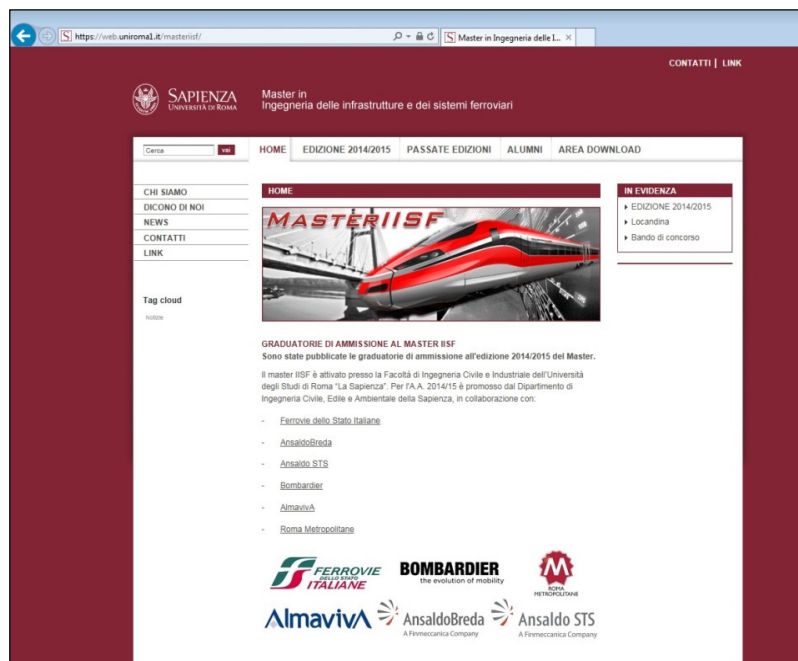 https://web.uniroma1.it/masteriisf/
Master in Ingegneria delle I...
CONTATTI | LINK
SAPIENZA
UNIVERSITÀ DI ROMA
Master in
Ingegneria delle infrastrutture e dei sistemi ferroviari
Cerca
vai
HOME
EDIZIONE 2014/2015
PASSATE EDIZIONI
ALUMNI
AREA DOWNLOAD
CHI SIAMO
DICONO DI NOI
NEWS
CONTATTI
LINK
Tag cloud
Notizie
HOME
MASTERIISF
GRADUATORIE DI AMMISSIONE AL MASTER IISF
Sono state pubblicate le graduatorie di ammissione all'edizione 2014/2015 del Master.
Il master IISF è attivato presso la Facoltà di Ingegneria Civile e Industriale dell'Università
degli Studi di Roma "La Sapienza". Per l'A.A. 2014/15 è promosso dal Dipartimento di
Ingegneria Civile, Edile e Ambientale della Sapienza, in collaborazione con:
- Ferrovie dello Stato Italiane
- AnsaldoBreda
- Ansaldo STS
- Bombardier
- AlmavivA
- Roma Metropolitane
FERROVIE
DELLO STATO
ITALIANE
BOMBARDIER
the evolution of mobility
ROMA
METROPOLITANE
AlmavivA
AnsaldoBreda
A Finmeccanica Company
Ansaldo STS
A Finmeccanica Company
IN EVIDENZA
EDIZIONE 2014/2015
Locandina
Bando di concorso